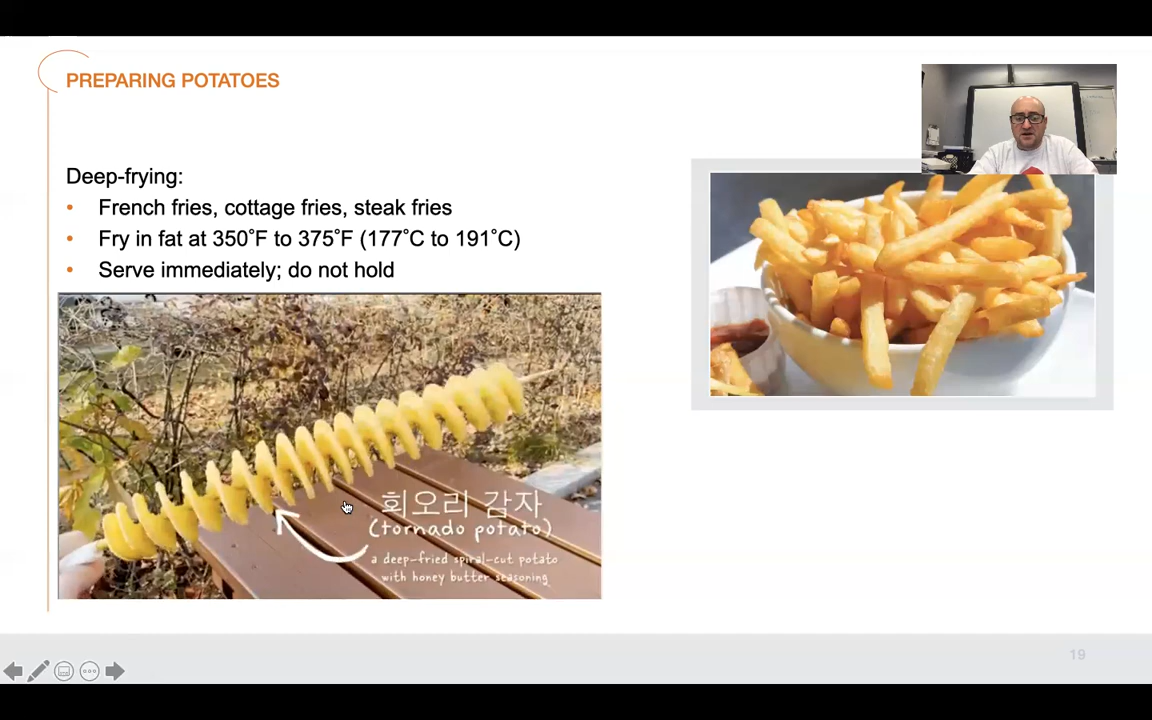 PREPARING POTATOES
Deep-frying:
• French fries, cottage fries, steak fries
• Fry in fat at 350˚F to 375˚F (177˚C to 191˚C)
• Serve immediately; do not hold
회오리 감자
(tornado potato)
a deep-fried spiral-cut potato
with honey butter seasoning
19